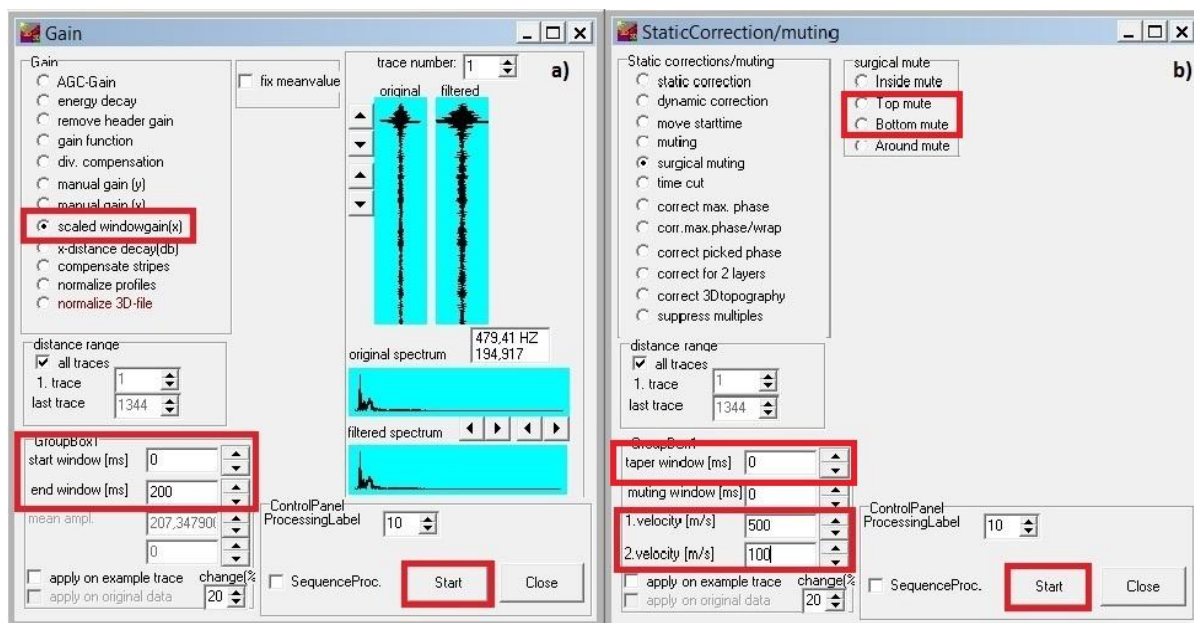 Gain
a)
Gain
AGC-Gain
energy decay
remove header gain
gain function
div. compensation
manual gain (y)
manual gain (x)
scaled windowgain(x)
x-distance decay(db)
compensate stripes
normalize profiles
normalize 3D-file
fix meanvalue
trace number: 1
original filtered
479,41 HZ
original spectrum 194,917
filtered spectrum
distance range
all traces
1. trace 1
last trace 1344
GroupBox1
start window [ms] 0
end window [ms] 200
mean ampl. 207,347900
0
apply on example trace change(%
apply on original data 20
ControlPanel
ProcessingLabel 10
SequenceProc. Start Close
StaticCorrection/muting
b)
Static corrections/muting
static correction
dynamic correction
move starttime
muting
surgical muting
time cut
correct max. phase
corr.max.phase/wrap
correct picked phase
correct for 2 layers
correct 3Dtopography
suppress multiples
surgical mute
Inside mute
Top mute
Bottom mute
Around mute
distance range
all traces
1. trace 1
last trace 1344
GroupBox1
taper window [ms] 0
muting window [ms] 0
1.velocity [m/s] 500
2.velocity [m/s] 100
apply on example trace change(%
apply on original data 20
ControlPanel
ProcessingLabel 10
SequenceProc. Start Close